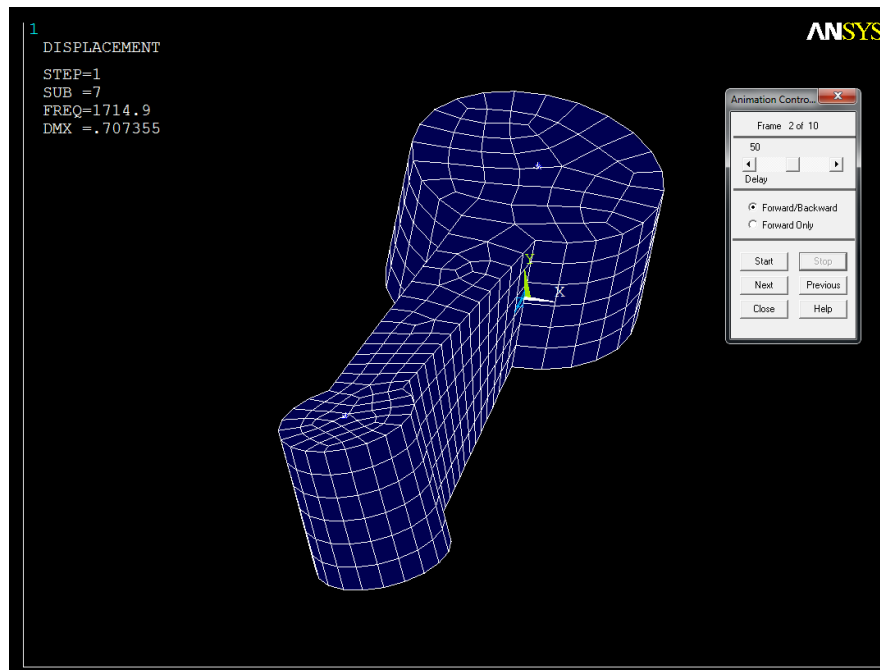 1
DISPLACEMENT
STEP=1
SUB =7
FREQ=1714.9
DMX =.707355
ANSYS
Y
X
Animation Contro...
Frame 2 of 10
50
Delay
Forward/Backward
Forward Only
Start Stop
Next Previous
Close Help